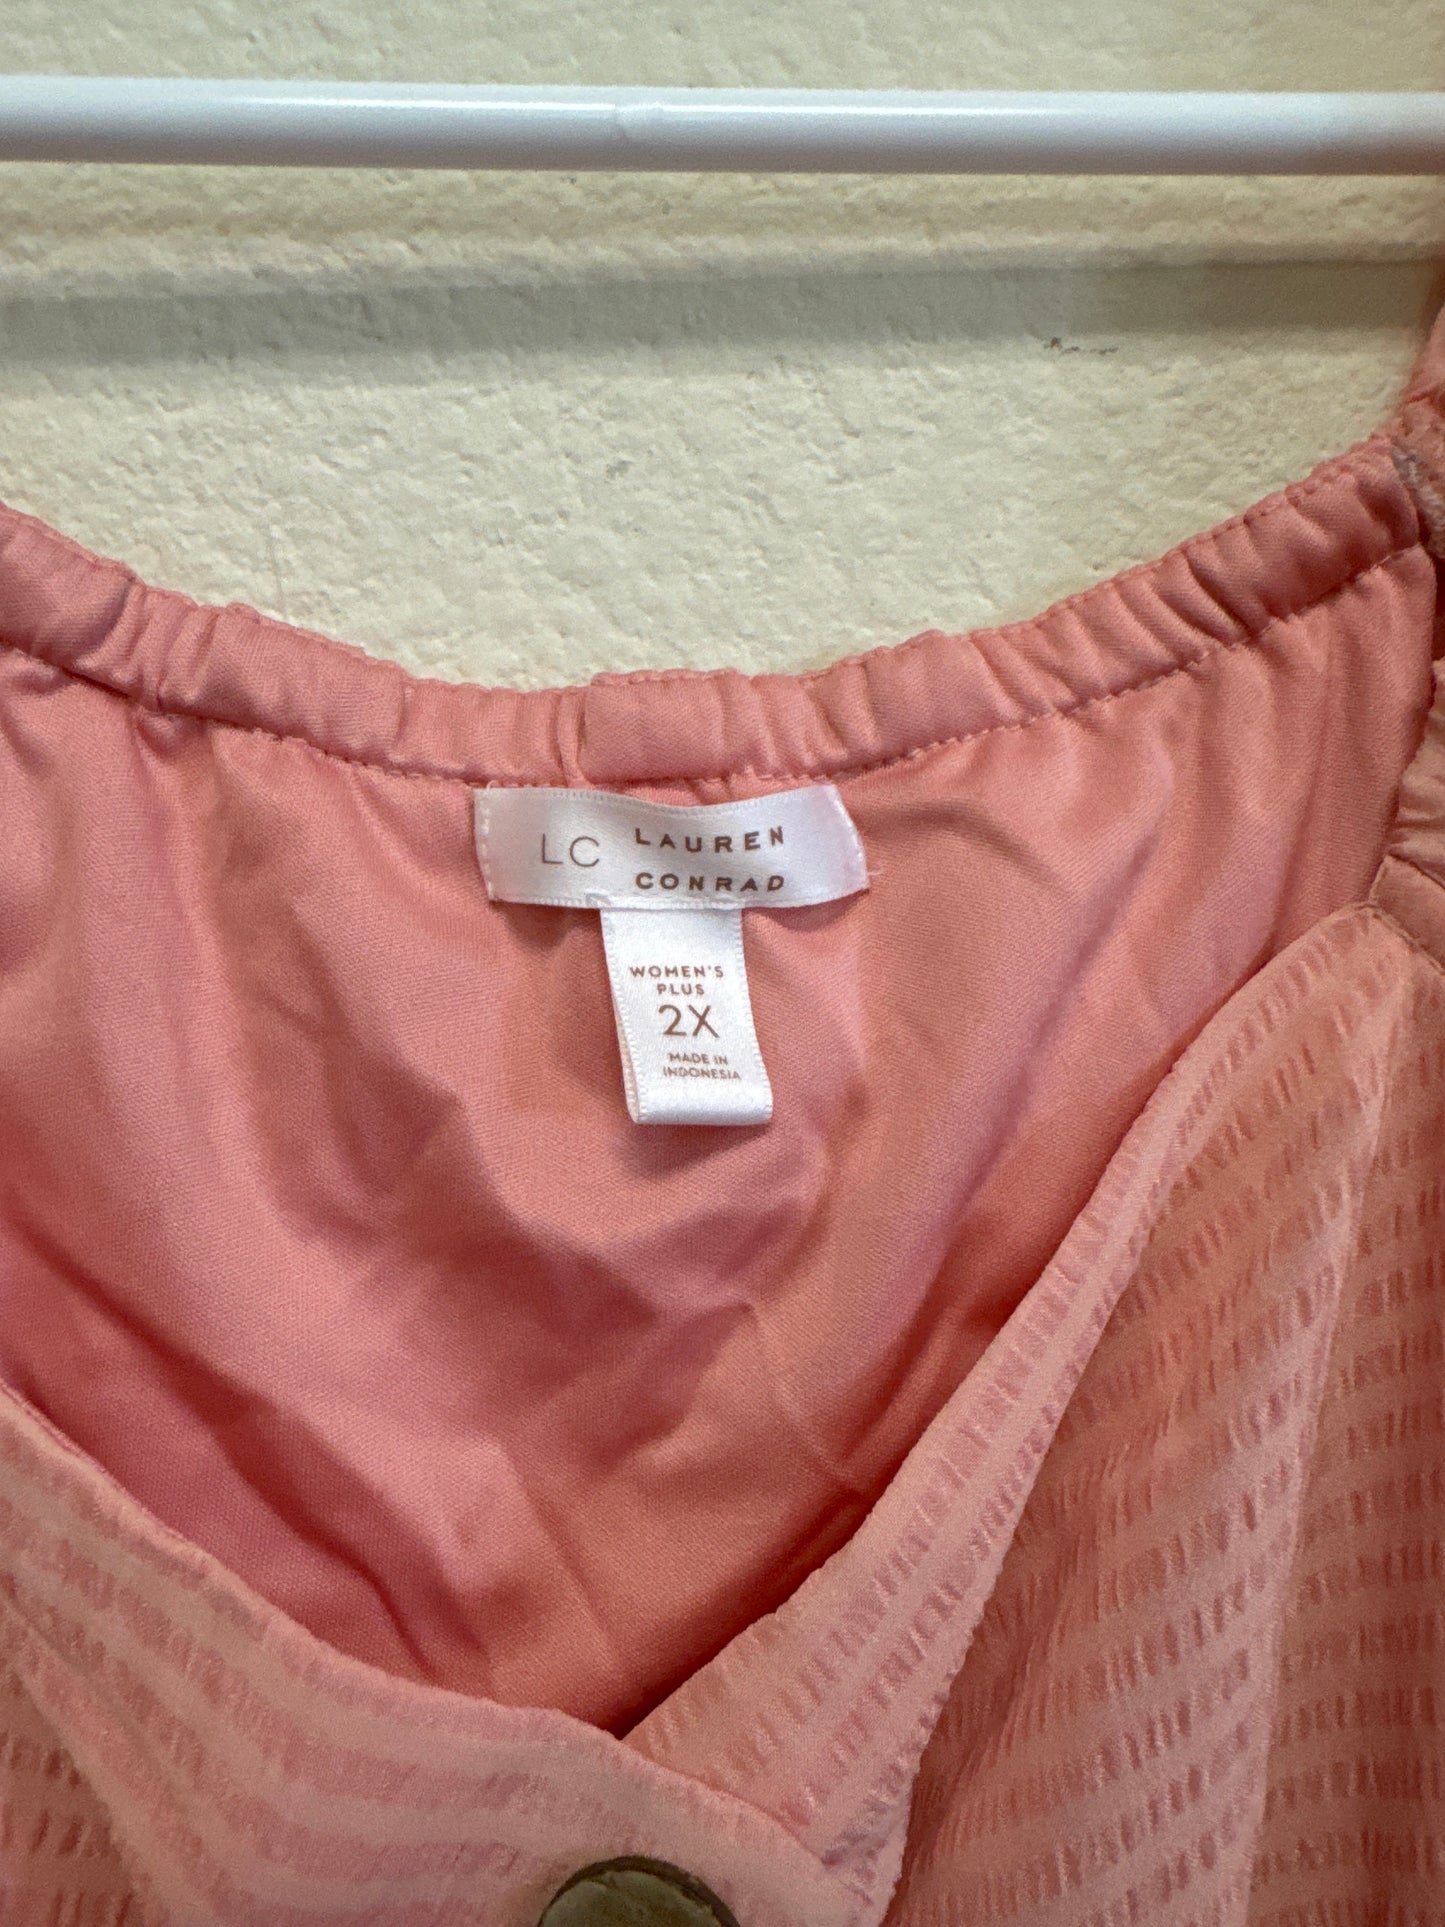 LC LAUREN
CONRAD
WOMEN'S
PLUS
2X
MADE IN
INDONESIA